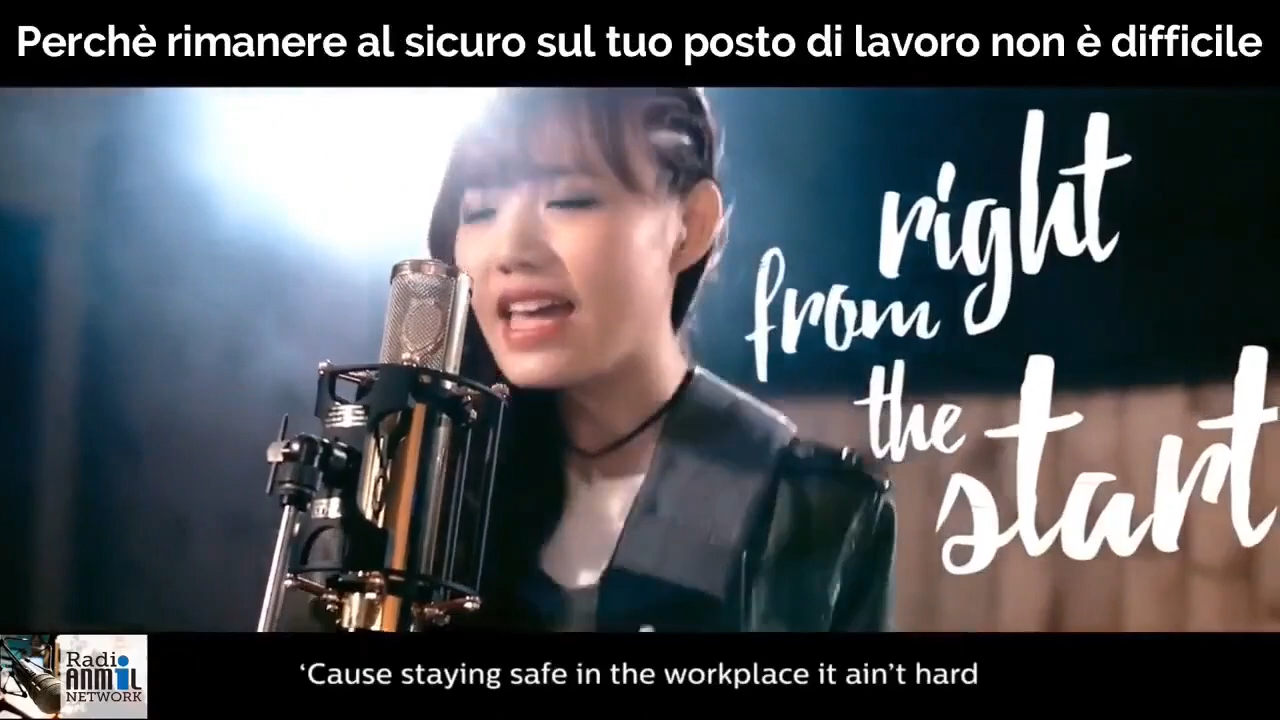 Perchè rimanere al sicuro sul tuo posto di lavoro non è difficile
right
from
the
start
Radio
ANMIL
NETWORK
‘Cause staying safe in the workplace it ain’t hard